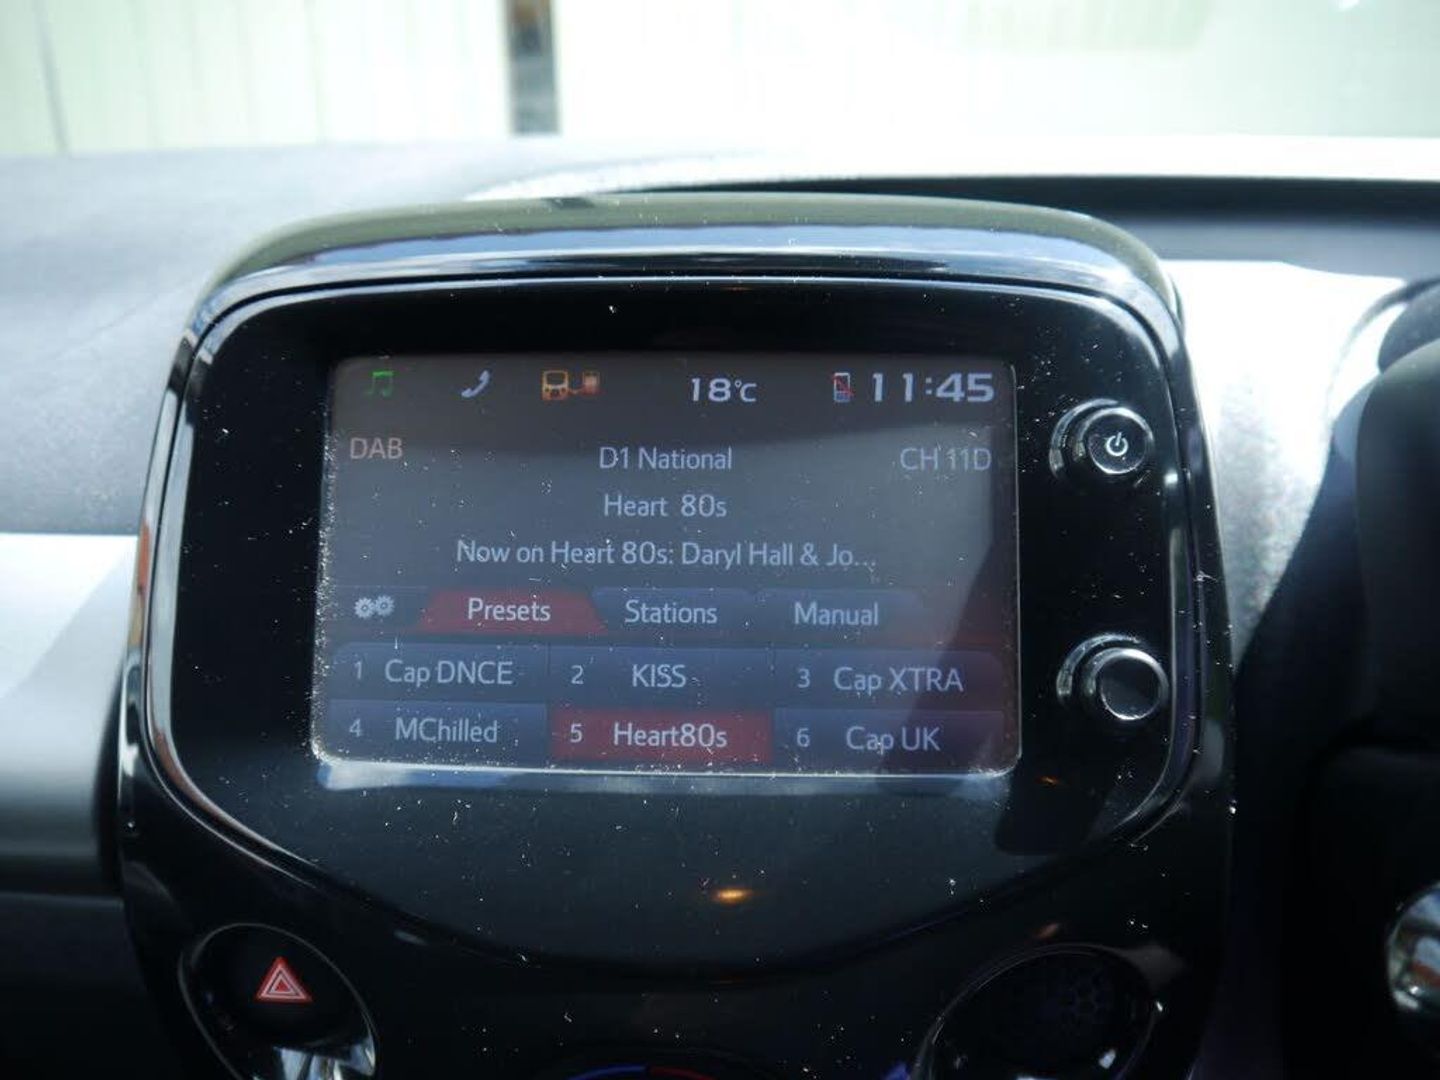 18°C 11:45
DAB D1 National CH 11D
Heart 80s
Now on Heart 80s: Daryl Hall & Jo...
Presets Stations Manual
1 Cap DNCE 2 KISS 3 Cap XTRA
4 MChilled 5 Heart80s 6 Cap UK